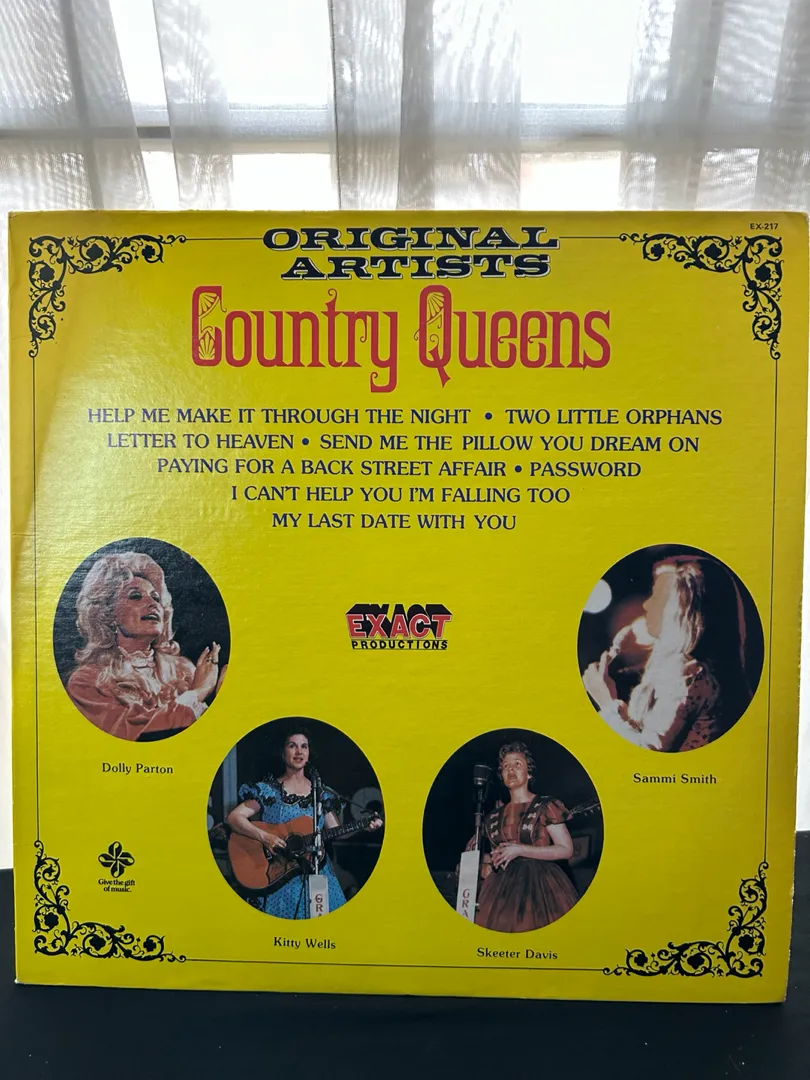 EX-217
ORIGINAL
ARTISTS
Country Queens
HELP ME MAKE IT THROUGH THE NIGHT • TWO LITTLE ORPHANS
LETTER TO HEAVEN • SEND ME THE PILLOW YOU DREAM ON
PAYING FOR A BACK STREET AFFAIR • PASSWORD
I CAN'T HELP YOU I'M FALLING TOO
MY LAST DATE WITH YOU
EXACT
PRODUCTIONS
Dolly Parton
Sammi Smith
GRA
GRA
Give the gift
of music.
Kitty Wells
Skeeter Davis